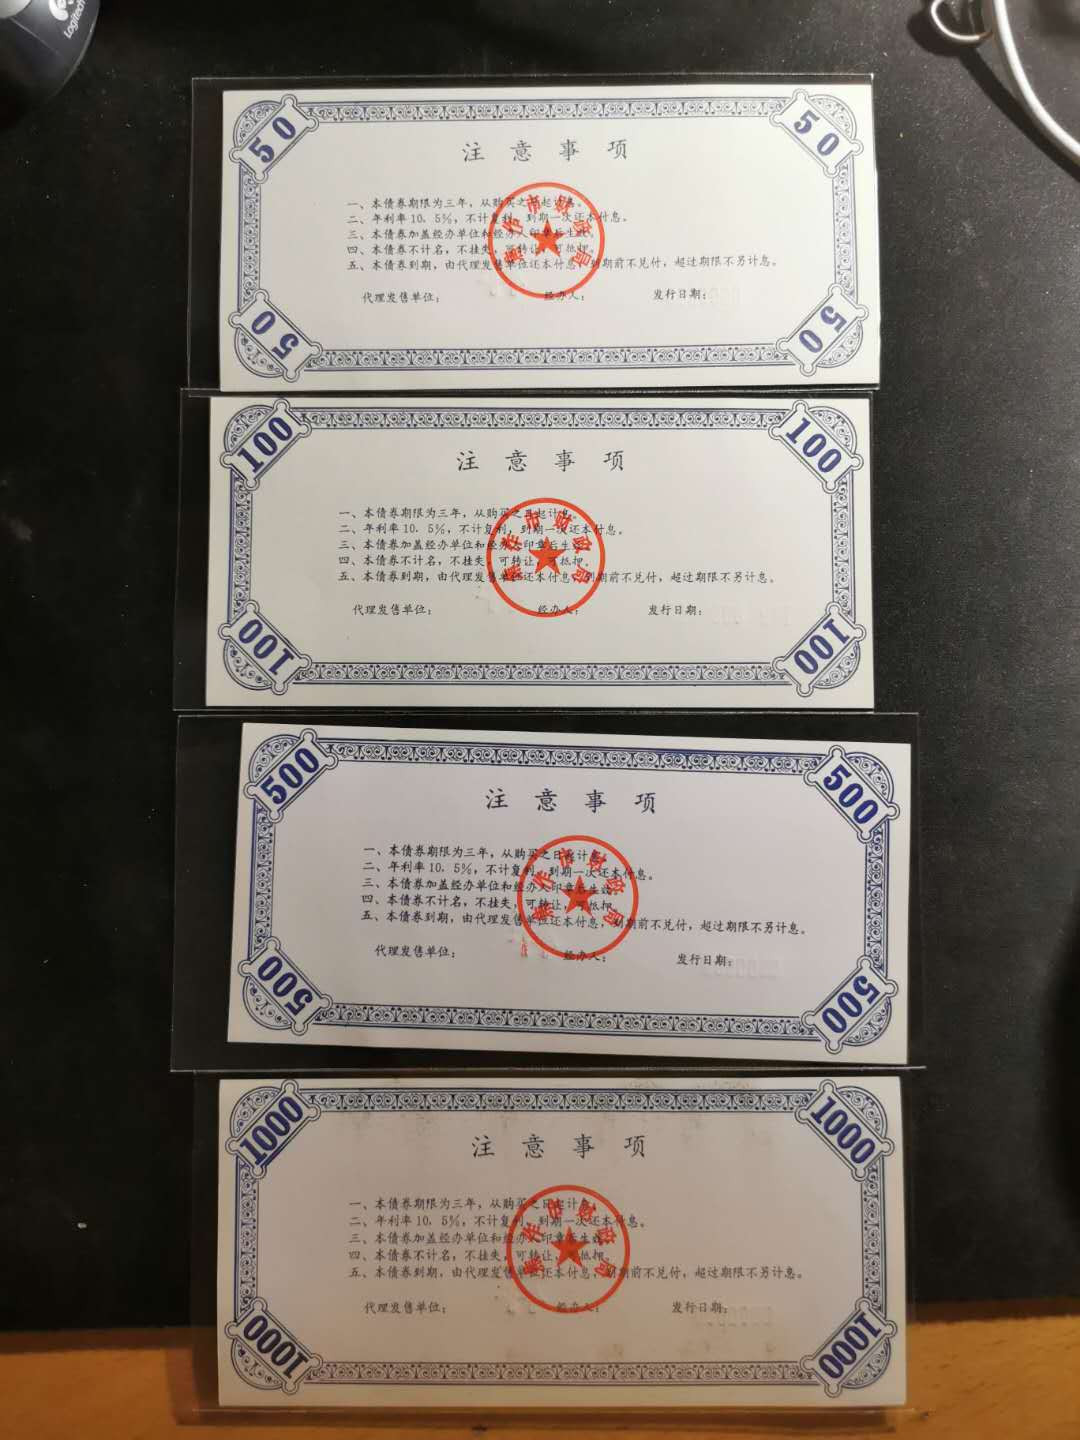 Logitech
50
50
注意事项
一、本债券期限为三年，从购买之日起计息。
二、年利率10.5%，不计复利，到期一次还本付息。
三、本债券加盖经办单位和经办人印章后生效。
四、本债券不计名，不挂失，可转让，可抵押。
五、本债券到期，由代理发售单位还本付息，到期前不兑付，超过期限不另计息。
焦作市财政局
代理发售单位：
经办人：
发行日期：
50
50
100
100
注意事项
一、本债券期限为三年，从购买之日起计息。
二、年利率10.5%，不计复利，到期一次还本付息。
三、本债券加盖经办单位和经办人印章后生效。
四、本债券不计名，不挂失，可转让，可抵押。
五、本债券到期，由代理发售单位还本付息，到期前不兑付，超过期限不另计息。
焦作市财政局
代理发售单位：
经办人：
发行日期：
100
100
500
500
注意事项
一、本债券期限为三年，从购买之日起计息。
二、年利率10.5%，不计复利，到期一次还本付息。
三、本债券加盖经办单位和经办人印章后生效。
四、本债券不计名，不挂失，可转让，可抵押。
五、本债券到期，由代理发售单位还本付息，到期前不兑付，超过期限不另计息。
焦作市财政局
代理发售单位：
经办人：
发行日期：
500
500
1000
1000
注意事项
一、本债券期限为三年，从购买之日起计息。
二、年利率10.5%，不计复利，到期一次还本付息。
三、本债券加盖经办单位和经办人印章后生效。
四、本债券不计名，不挂失，可转让，可抵押。
五、本债券到期，由代理发售单位还本付息，到期前不兑付，超过期限不另计息。
焦作市财政局
代理发售单位：
经办人：
发行日期：
1000
1000